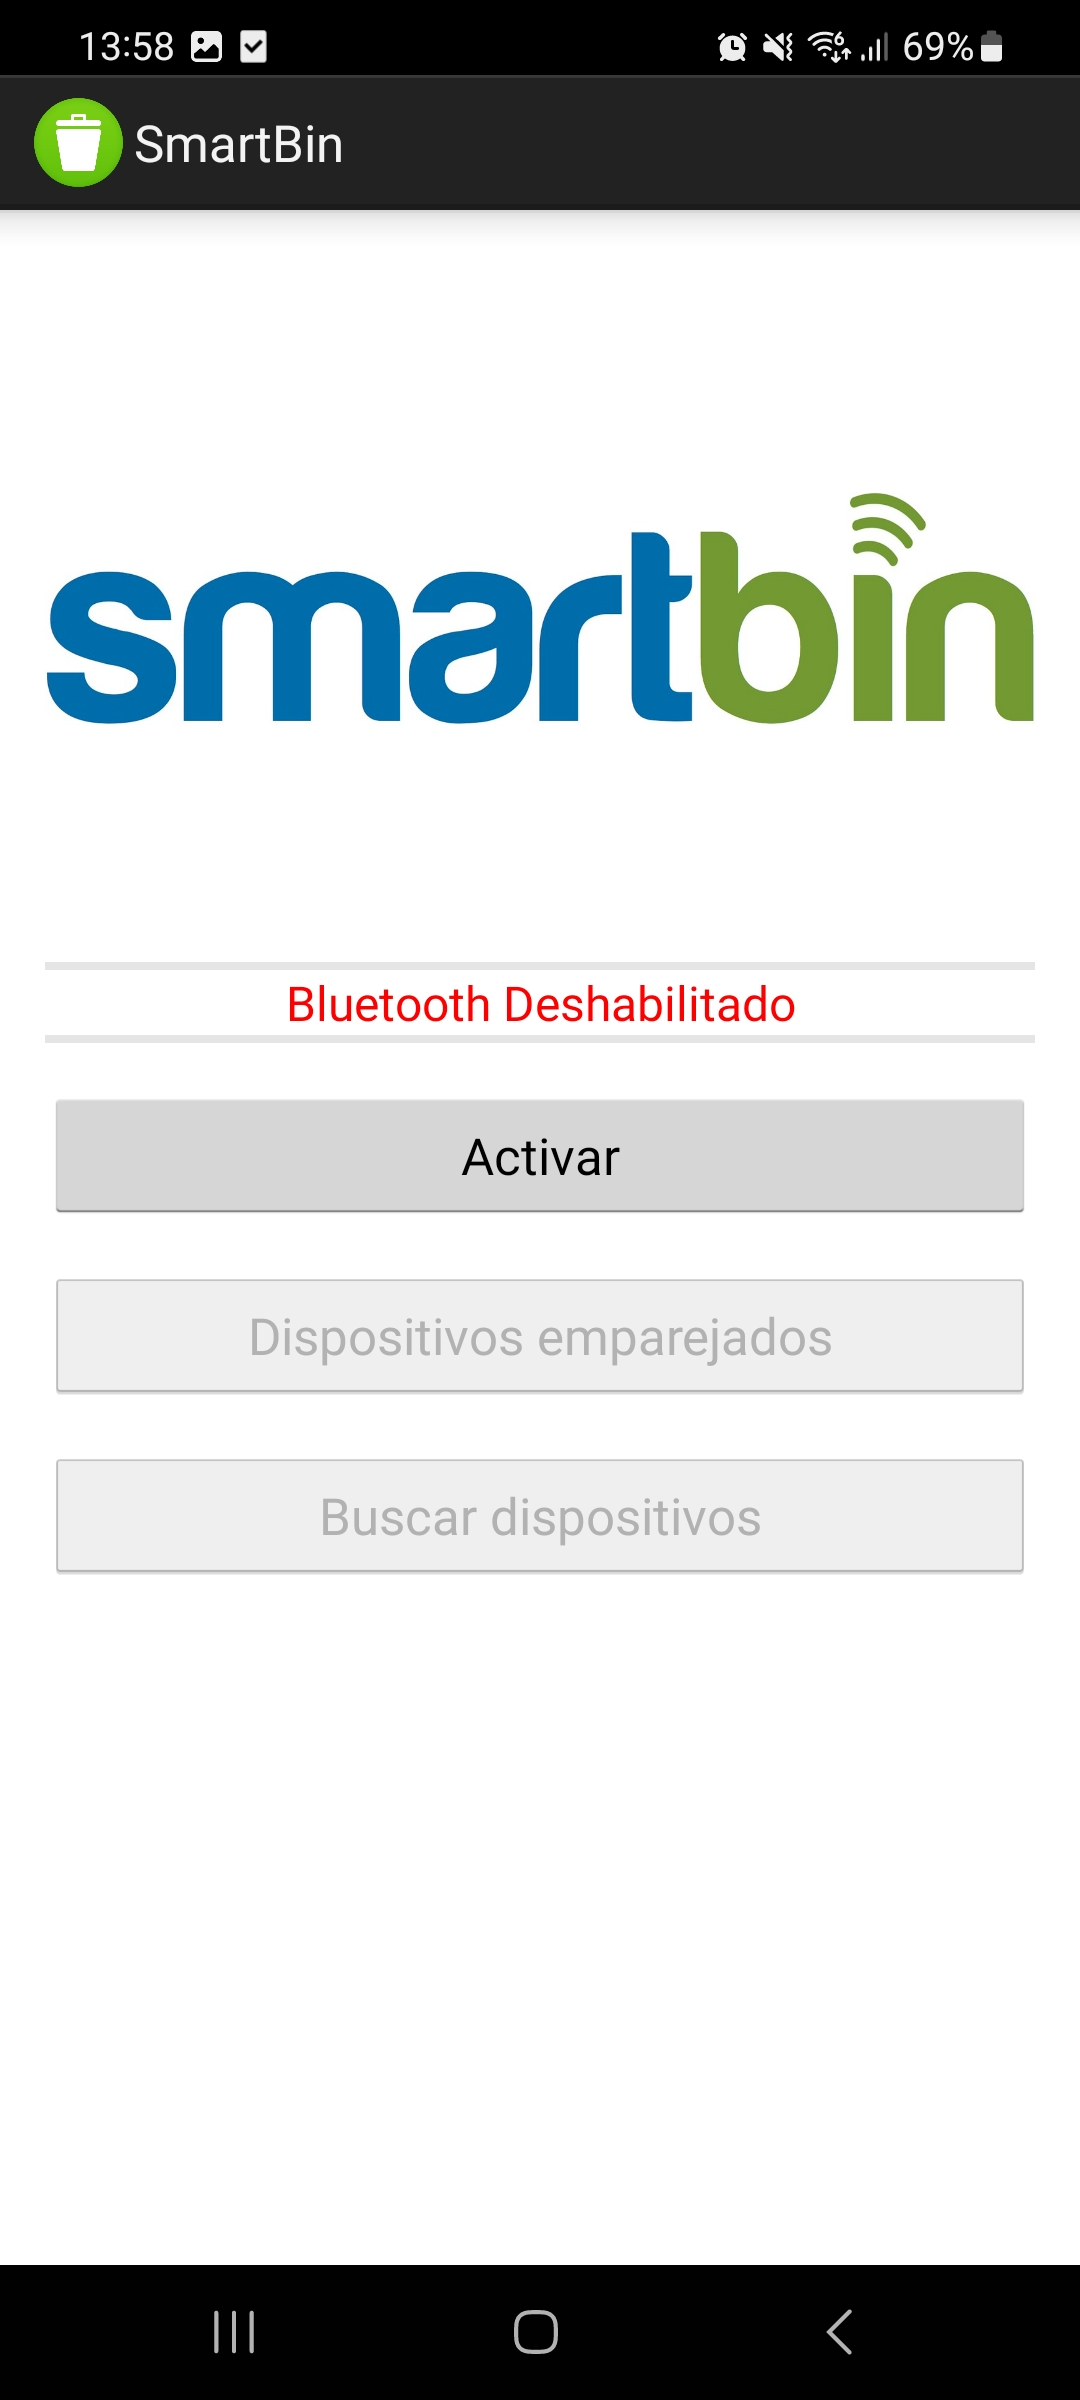 13:58 69%
SmartBin
smartbin
Bluetooth Deshabilitado
Activar
Dispositivos emparejados
Buscar dispositivos